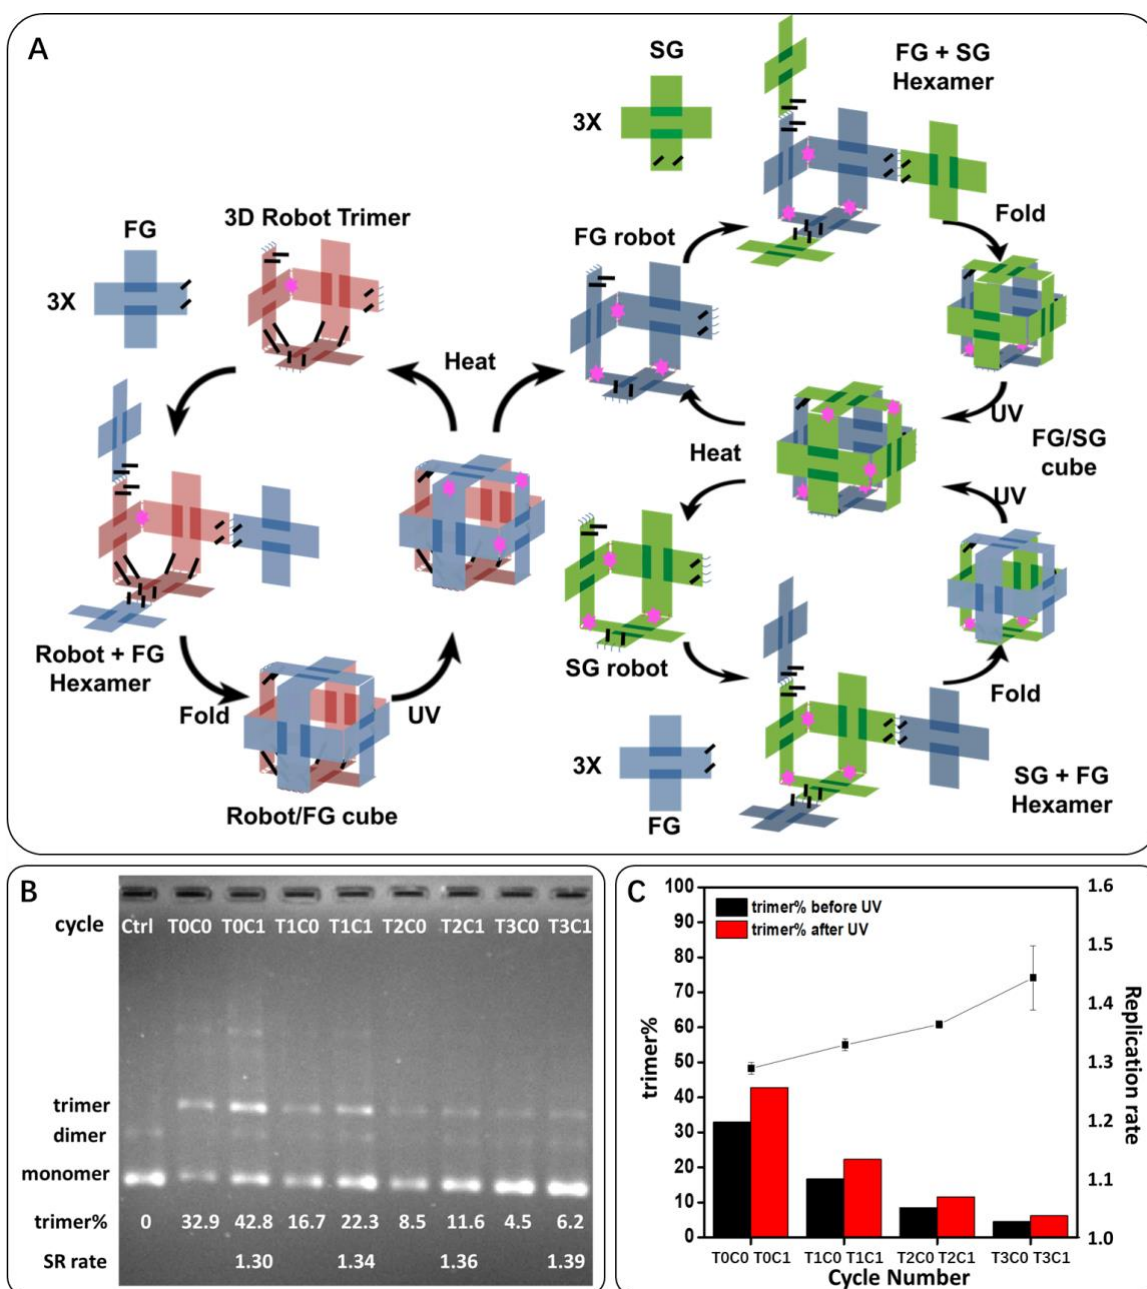 A
FG
3X
3D Robot Trimer
Heat
Robot + FG
Hexamer
Fold
UV
Robot/FG cube
SG
3X
FG + SG
Hexamer
FG robot
Fold
UV
FG/SG
cube
Heat
UV
SG robot
Fold
3X
FG
SG + FG
Hexamer
B
cycle Ctrl T0C0 T0C1 T1C0 T1C1 T2C0 T2C1 T3C0 T3C1
trimer
dimer
monomer
trimer% 0 32.9 42.8 16.7 22.3 8.5 11.6 4.5 6.2
SR rate 1.30 1.34 1.36 1.39
C
trimer% before UV
trimer% after UV
100
90
80
70
60
50
40
30
20
10
0
trimer%
1.6
1.5
1.4
1.3
1.2
1.1
1.0
Replication rate
T0C0 T0C1 T1C0 T1C1 T2C0 T2C1 T3C0 T3C1
Cycle Number